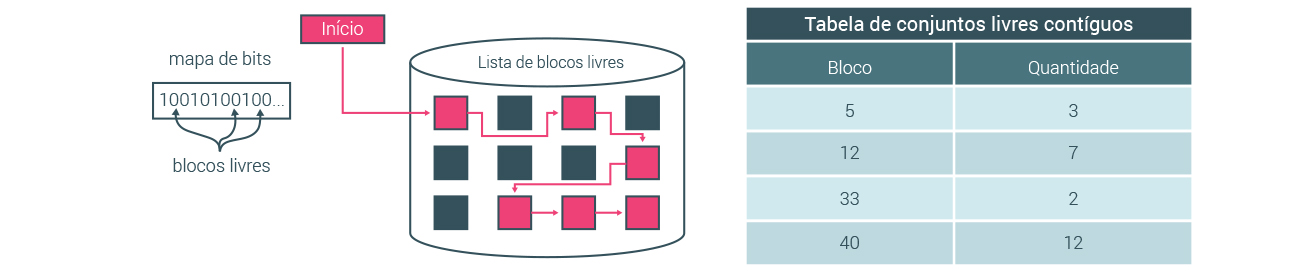 mapa de bits
10010100100...
blocos livres
Início
Lista de blocos livres
Tabela de conjuntos livres contíguos
Bloco Quantidade
5 3
12 7
33 2
40 12